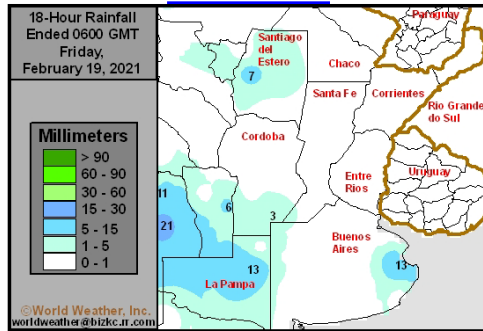 18-Hour Rainfall
Ended 0600 GMT
Friday,
February 19, 2021
Millimeters
> 90
60 - 90
30 - 60
15 - 30
5 - 15
1 - 5
0 - 1
©World Weather, Inc.
worldweather@bizkc.rr.com
Paraguay
Santiago
del
Estero
7
Chaco
Santa Fe
Corrientes
Rio Grande
do Sul
Cordoba
Entre
Rios
Uruguay
11
6
21
3
Buenos
Aires
13
La Pampa
13